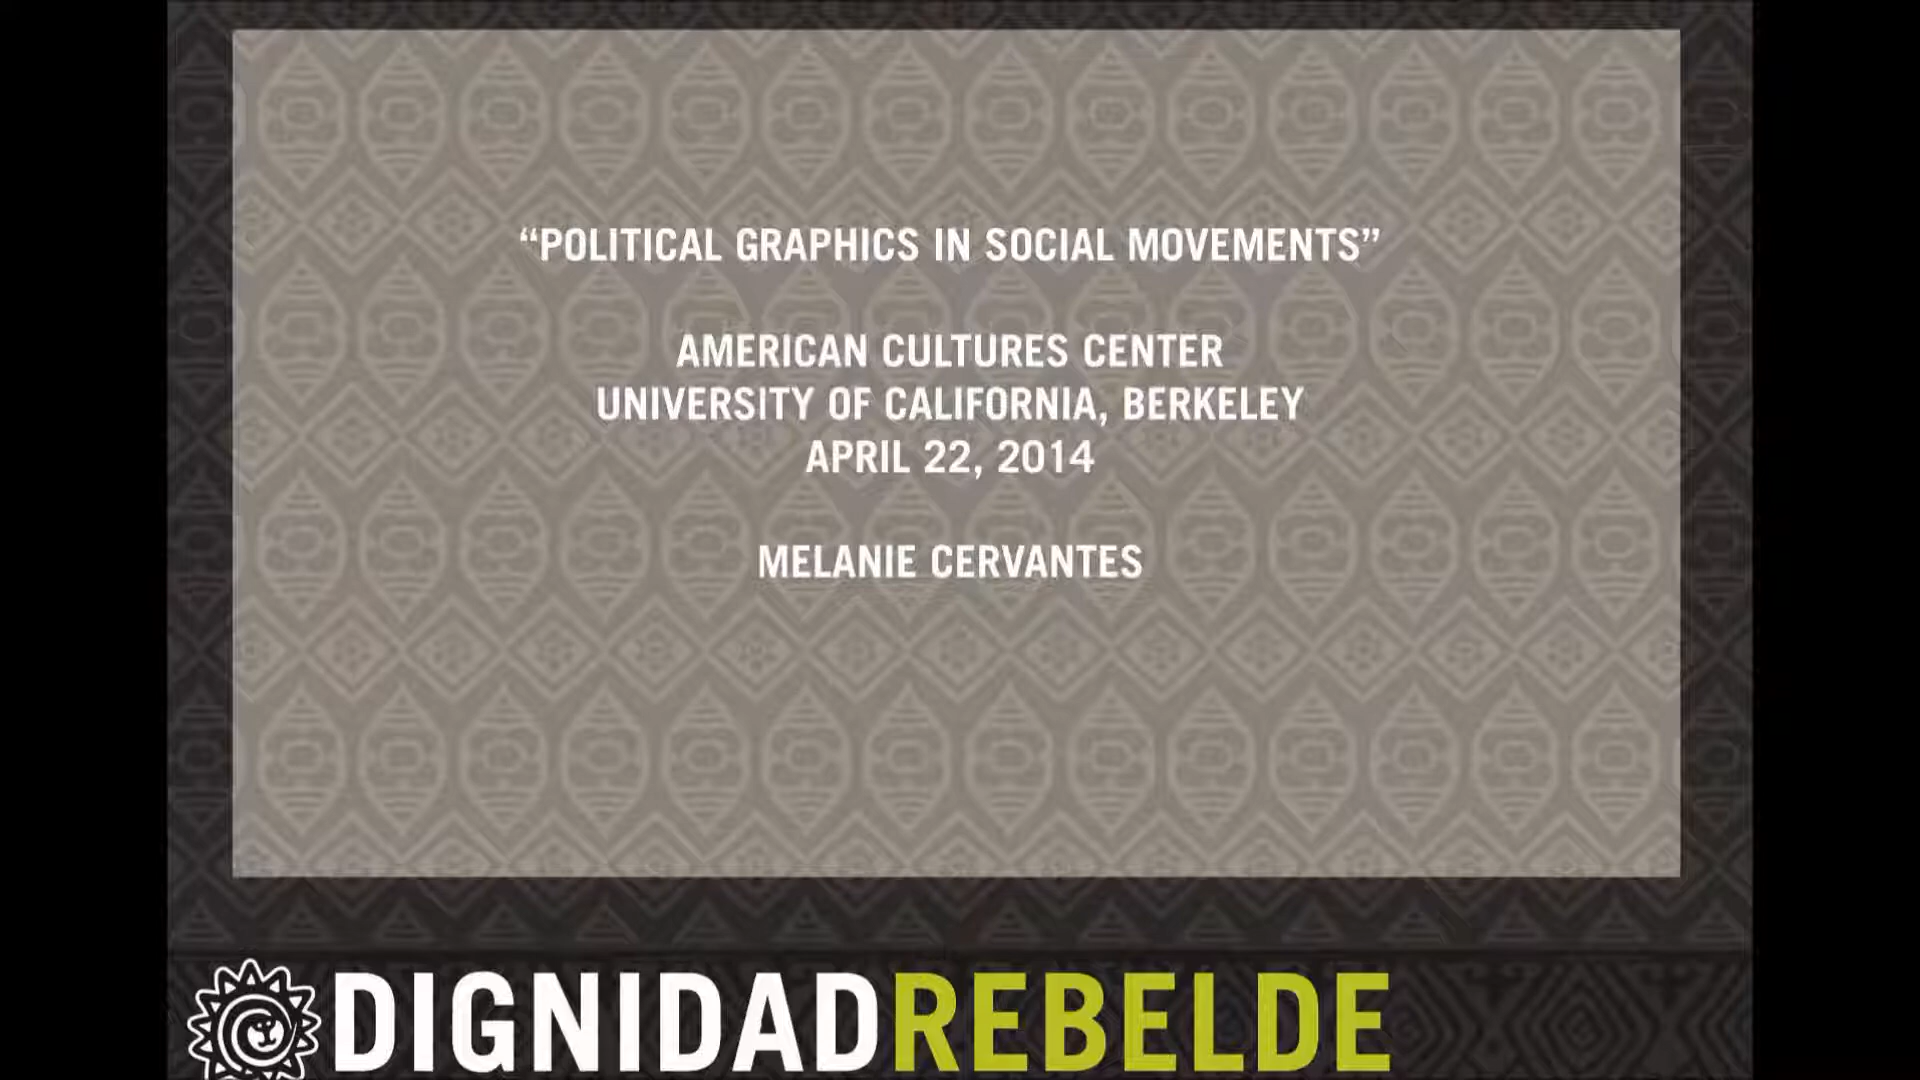 “POLITICAL GRAPHICS IN SOCIAL MOVEMENTS”
AMERICAN CULTURES CENTER
UNIVERSITY OF CALIFORNIA, BERKELEY
APRIL 22, 2014
MELANIE CERVANTES
DIGNIDADREBELDE